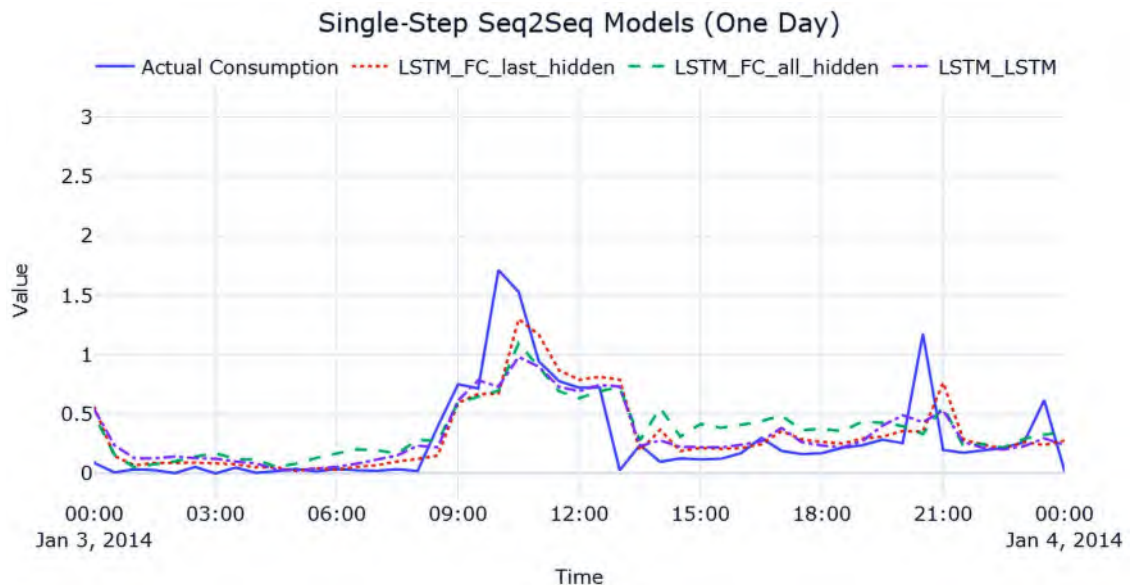 Single-Step Seq2Seq Models (One Day)
Actual Consumption LSTM_FC_last_hidden LSTM_FC_all_hidden LSTM_LSTM
3
2.5
2
1.5
1
0.5
0
Value
00:00 03:00 06:00 09:00 12:00 15:00 18:00 21:00 00:00
Jan 3, 2014 Jan 4, 2014
Time